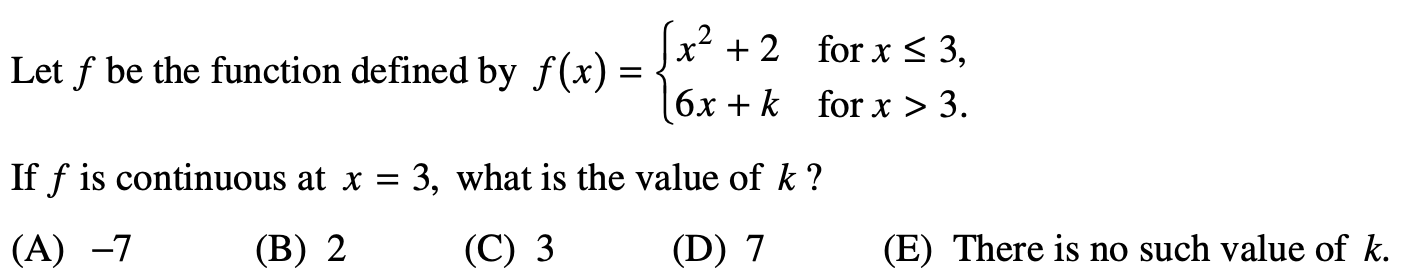 Let f be the function defined by f(x) = { x² + 2 for x ≤ 3,
6x + k for x > 3.
If f is continuous at x = 3, what is the value of k ?
(A) –7 (B) 2 (C) 3 (D) 7 (E) There is no such value of k.